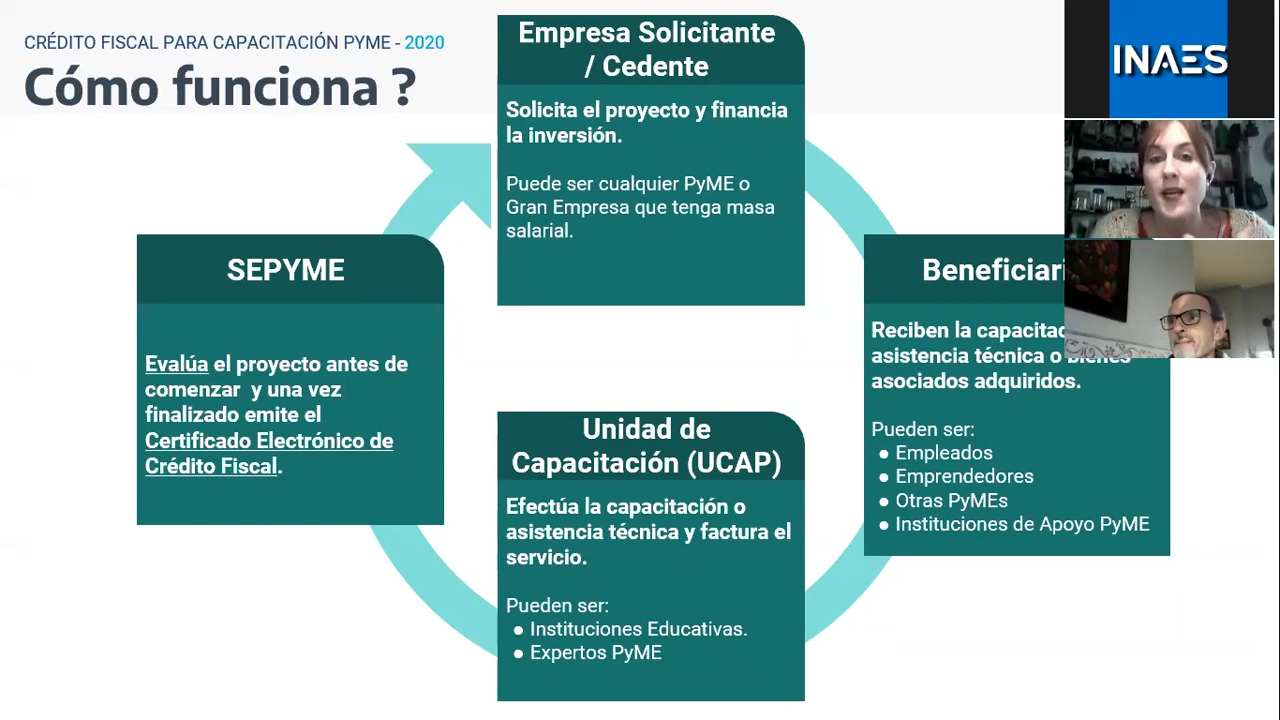 CRÉDITO FISCAL PARA CAPACITACIÓN PYME - 2020
Cómo funciona ?
Empresa Solicitante
/ Cedente
Solicita el proyecto y financia
la inversión.
Puede ser cualquier PyME o
Gran Empresa que tenga masa
salarial.
INAES
SEPYME
Evalúa el proyecto antes de
comenzar y una vez
finalizado emite el
Certificado Electrónico de
Crédito Fiscal.
Reciben la
asistencia técnica o
asociados adquiridos.
Pueden ser:
● Empleados
● Emprendedores
● Otras PyMEs
● Instituciones de Apoyo PyME
Unidad de
Capacitación (UCAP)
Efectúa la capacitación o
asistencia técnica y factura el
servicio.
Pueden ser:
● Instituciones Educativas.
● Expertos PyME